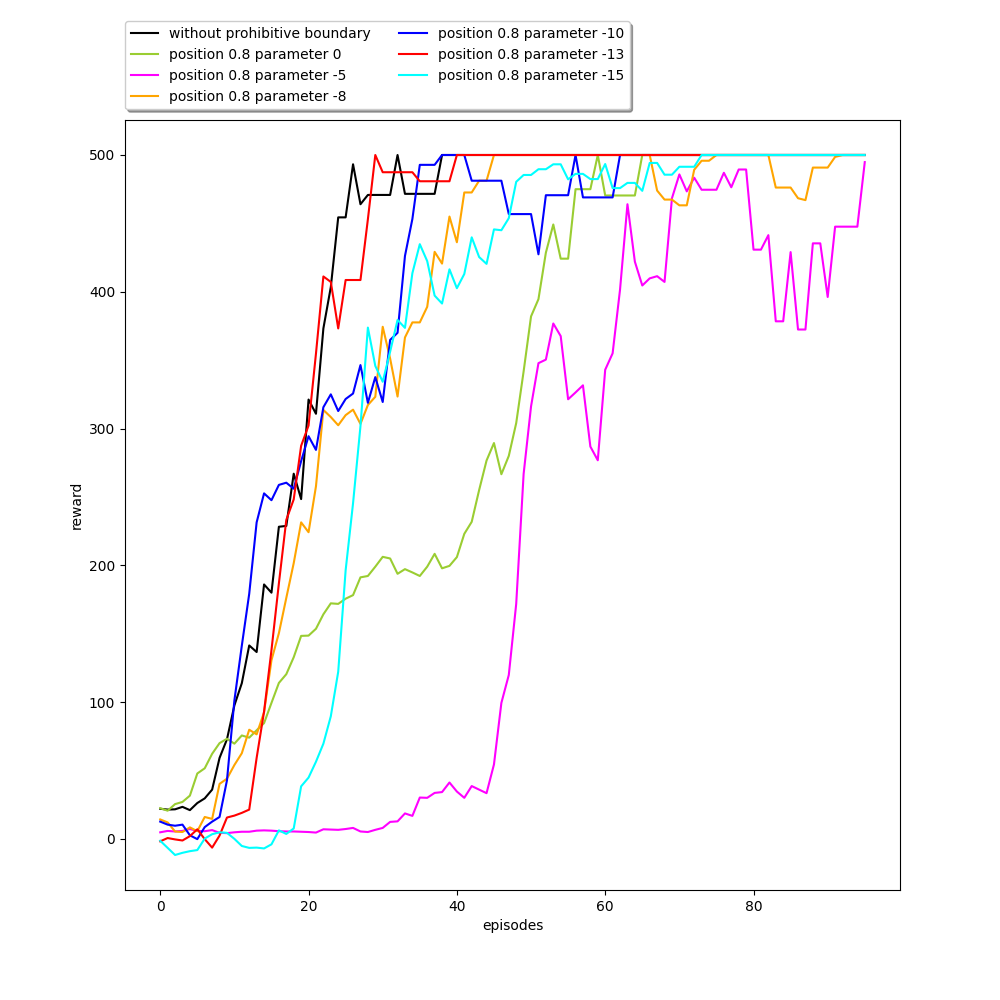 without prohibitive boundary
position 0.8 parameter 0
position 0.8 parameter -5
position 0.8 parameter -8
position 0.8 parameter -10
position 0.8 parameter -13
position 0.8 parameter -15
500
400
300
200
100
0
reward
0 20 40 60 80
episodes